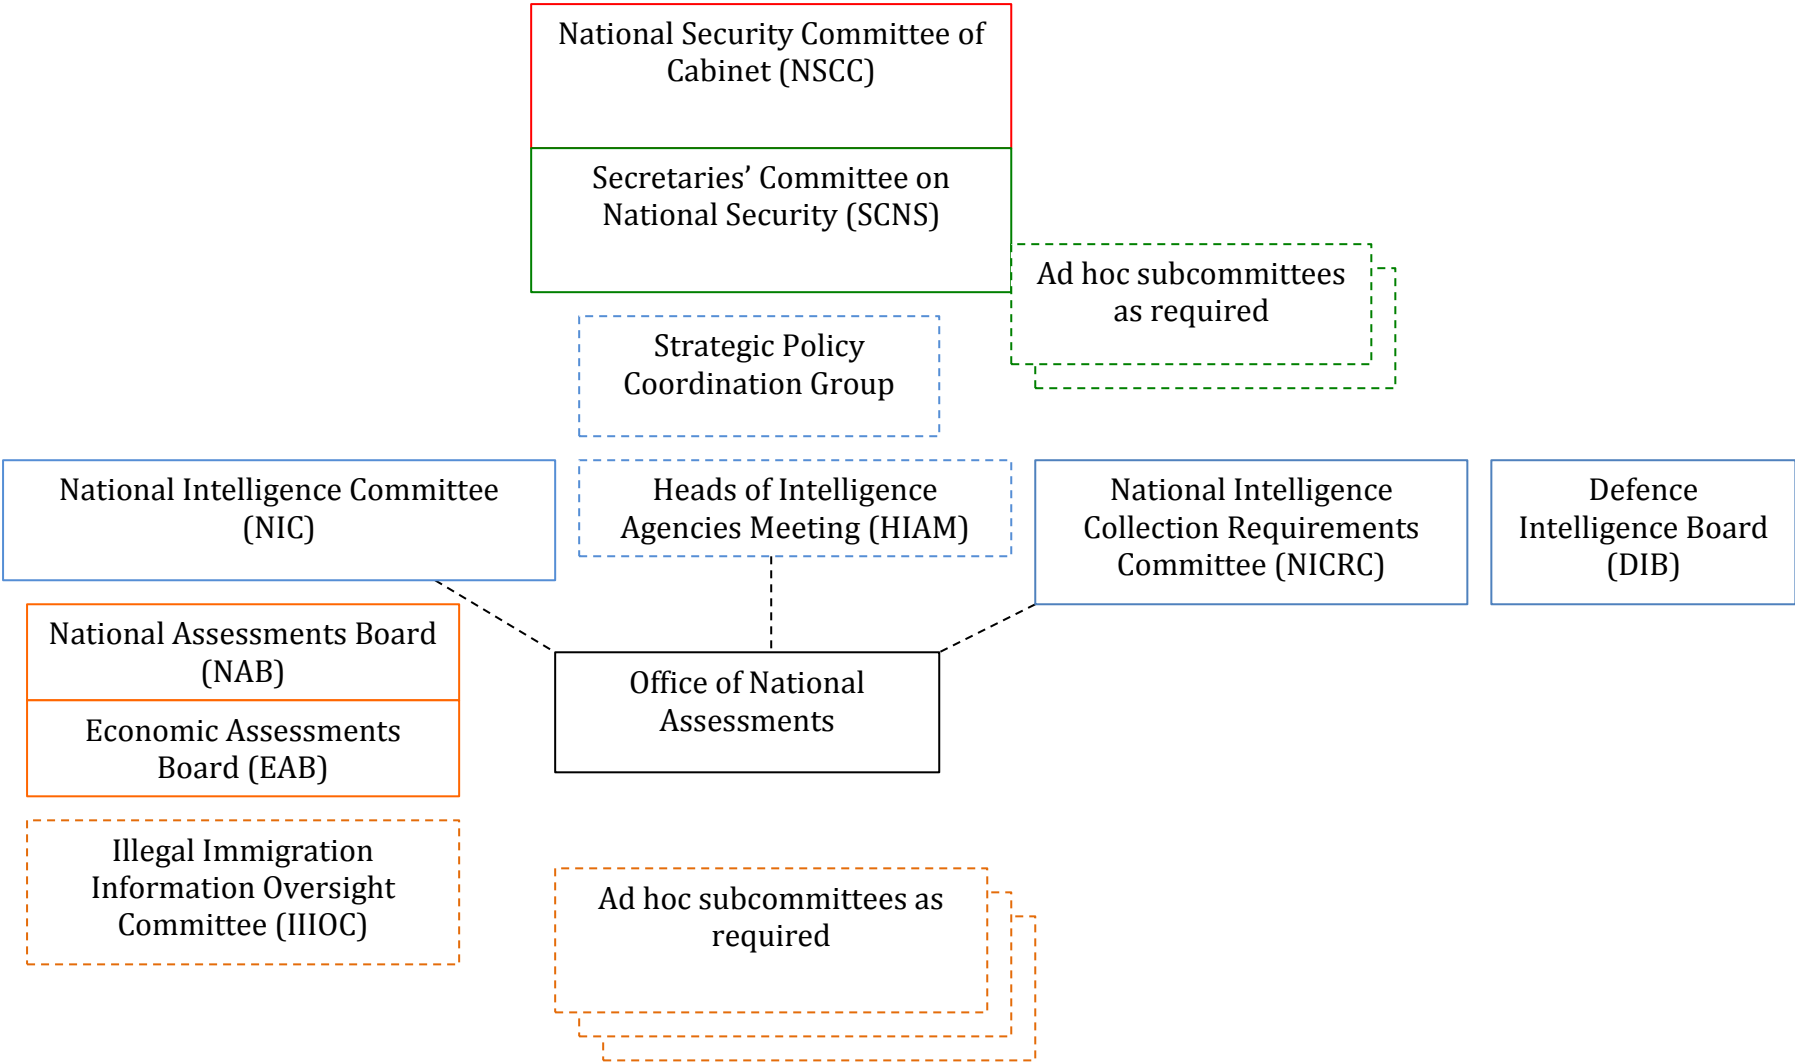 National Security Committee of
Cabinet (NSCC)
Secretaries’ Committee on
National Security (SCNS)
Ad hoc subcommittees
as required
Strategic Policy
Coordination Group
National Intelligence Committee
(NIC)
Heads of Intelligence
Agencies Meeting (HIAM)
National Intelligence
Collection Requirements
Committee (NICRC)
Defence
Intelligence Board
(DIB)
National Assessments Board
(NAB)
Economic Assessments
Board (EAB)
Office of National
Assessments
Illegal Immigration
Information Oversight
Committee (IIIOC)
Ad hoc subcommittees as
required